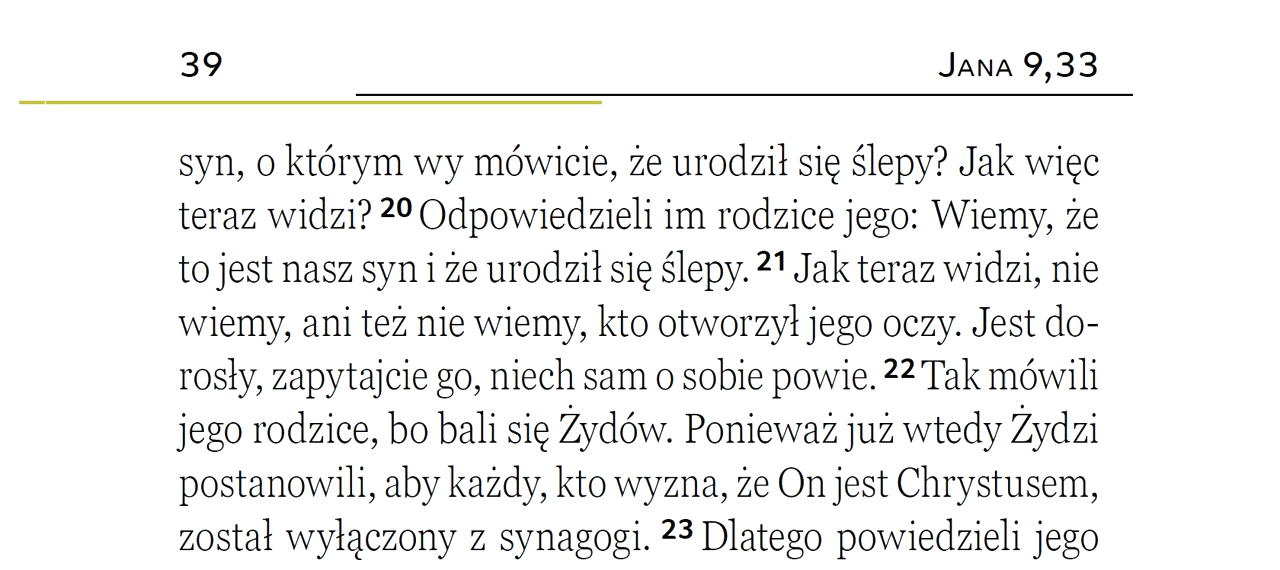 39 Jana 9,33
syn, o którym wy mówicie, że urodził się ślepy? Jak więc
teraz widzi? 20 Odpowiedzieli im rodzice jego: Wiemy, że
to jest nasz syn i że urodził się ślepy. 21 Jak teraz widzi, nie
wiemy, ani też nie wiemy, kto otworzył jego oczy. Jest do-
rosły, zapytajcie go, niech sam o sobie powie. 22 Tak mówili
jego rodzice, bo bali się Żydów. Ponieważ już wtedy Żydzi
postanowili, aby każdy, kto wyzna, że On jest Chrystusem,
został wyłączony z synagogi. 23 Dlatego powiedzieli jego